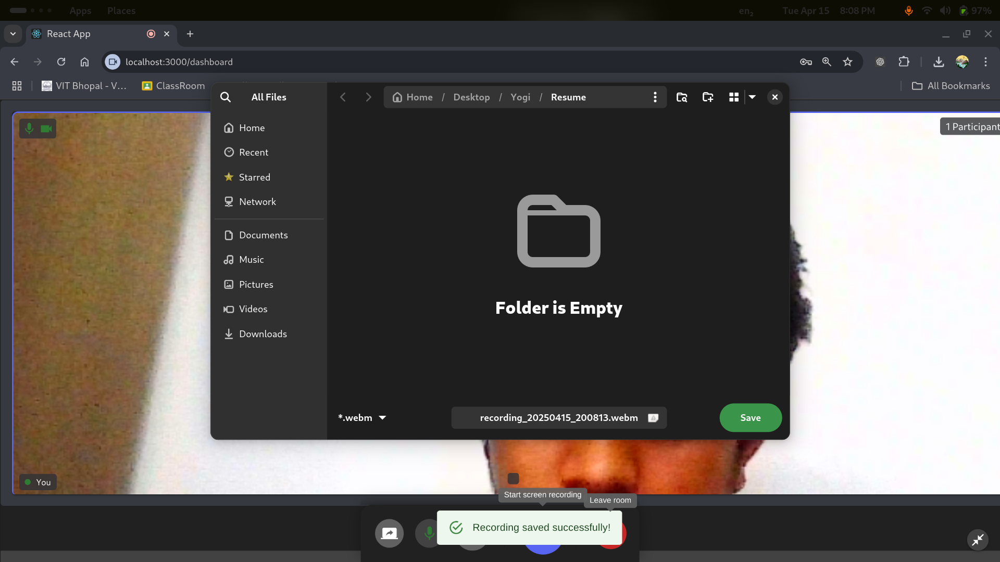 Apps Places en₂ Tue Apr 15 8:08 PM 97%
React App
localhost:3000/dashboard
VIT Bhopal - V... ClassRoom All Bookmarks
All Files Home / Desktop / Yogi / Resume
1 Participant
Home
Recent
Starred
Network
Documents
Music
Pictures
Videos
Downloads
Folder is Empty
*.webm recording_20250415_200813.webm Save
You
Start screen recording
Leave room
Recording saved successfully!